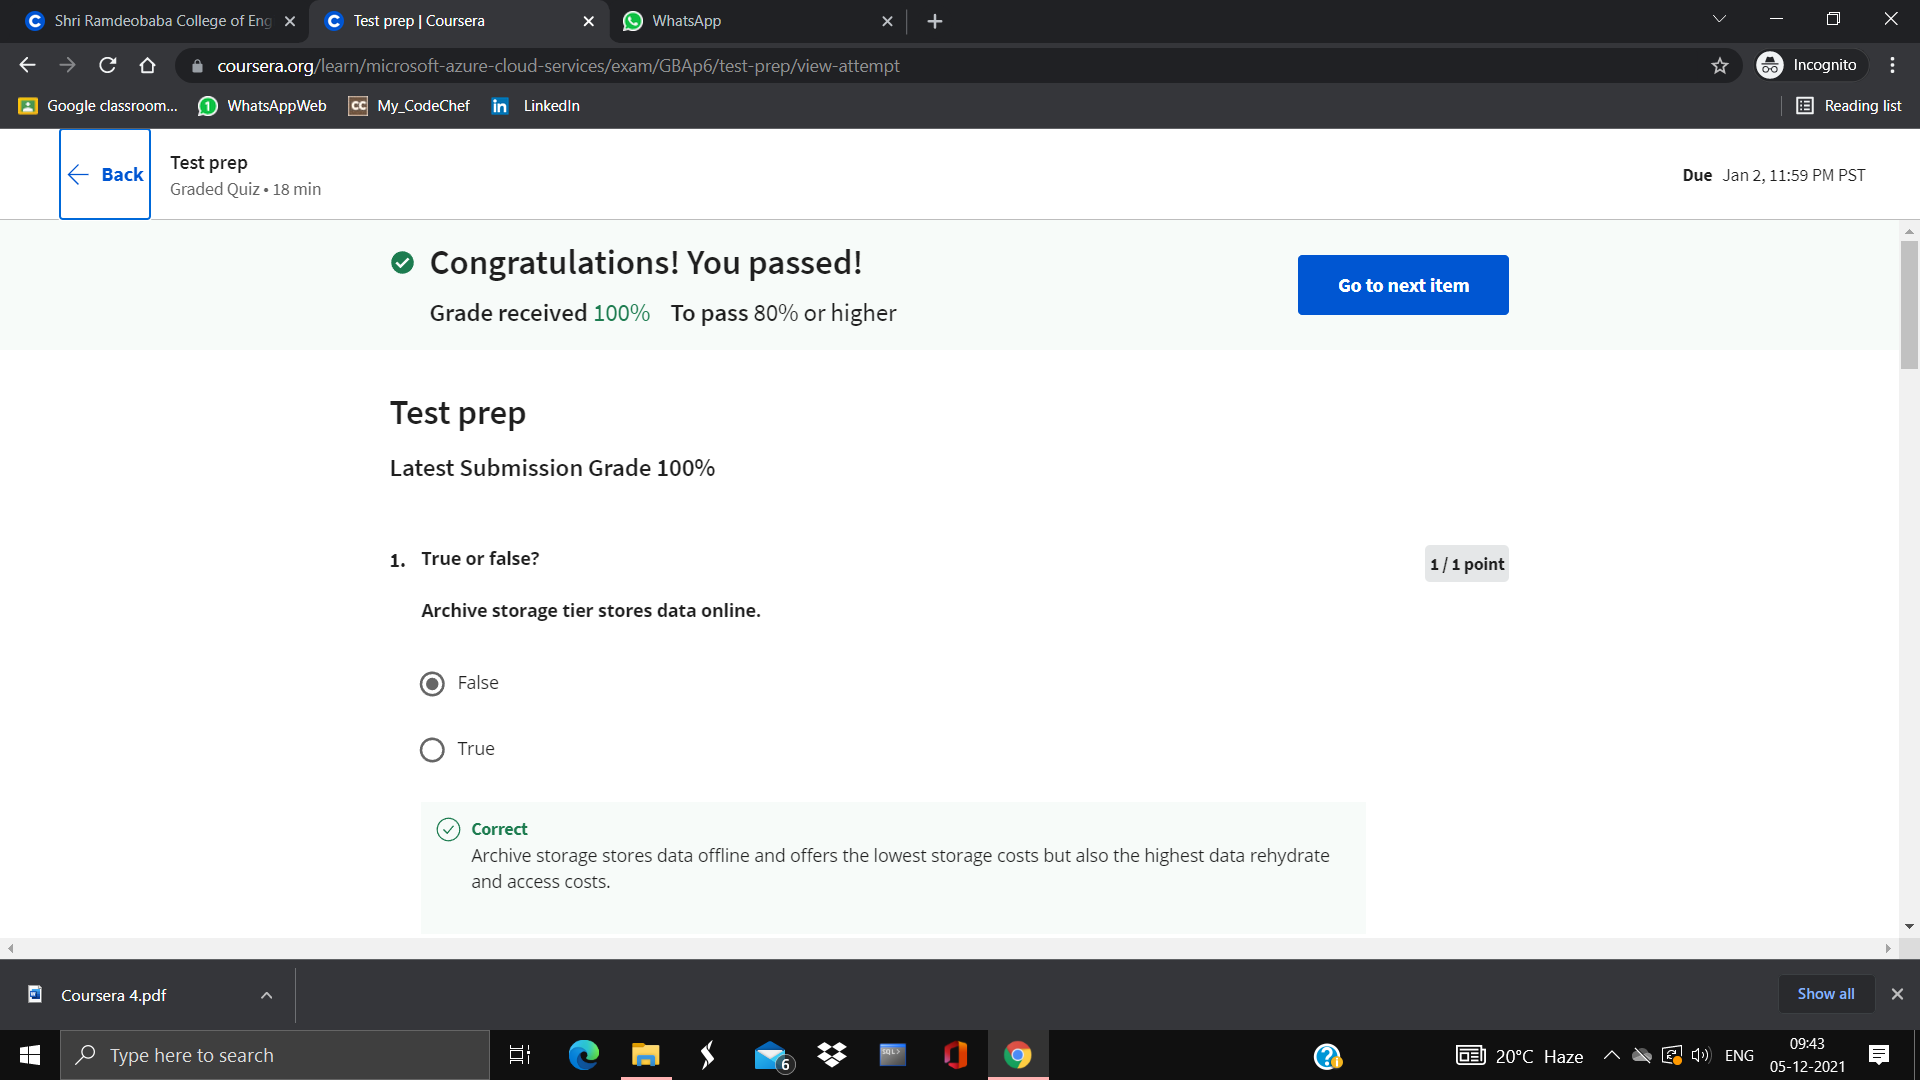 Shri Ramdeobaba College of Eng
Test prep | Coursera
WhatsApp
coursera.org/learn/microsoft-azure-cloud-services/exam/GBAp6/test-prep/view-attempt
Incognito
Google classroom...
WhatsAppWeb
CC My_CodeChef
in LinkedIn
Reading list
Back
Test prep
Graded Quiz • 18 min
Due Jan 2, 11:59 PM PST
Congratulations! You passed!
Grade received 100% To pass 80% or higher
Go to next item
Test prep
Latest Submission Grade 100%
1. True or false?
1 / 1 point
Archive storage tier stores data online.
False
True
Correct
Archive storage stores data offline and offers the lowest storage costs but also the highest data rehydrate
and access costs.
Coursera 4.pdf
Show all
Type here to search
6
SQL>
20°C Haze
ENG
09:43
05-12-2021